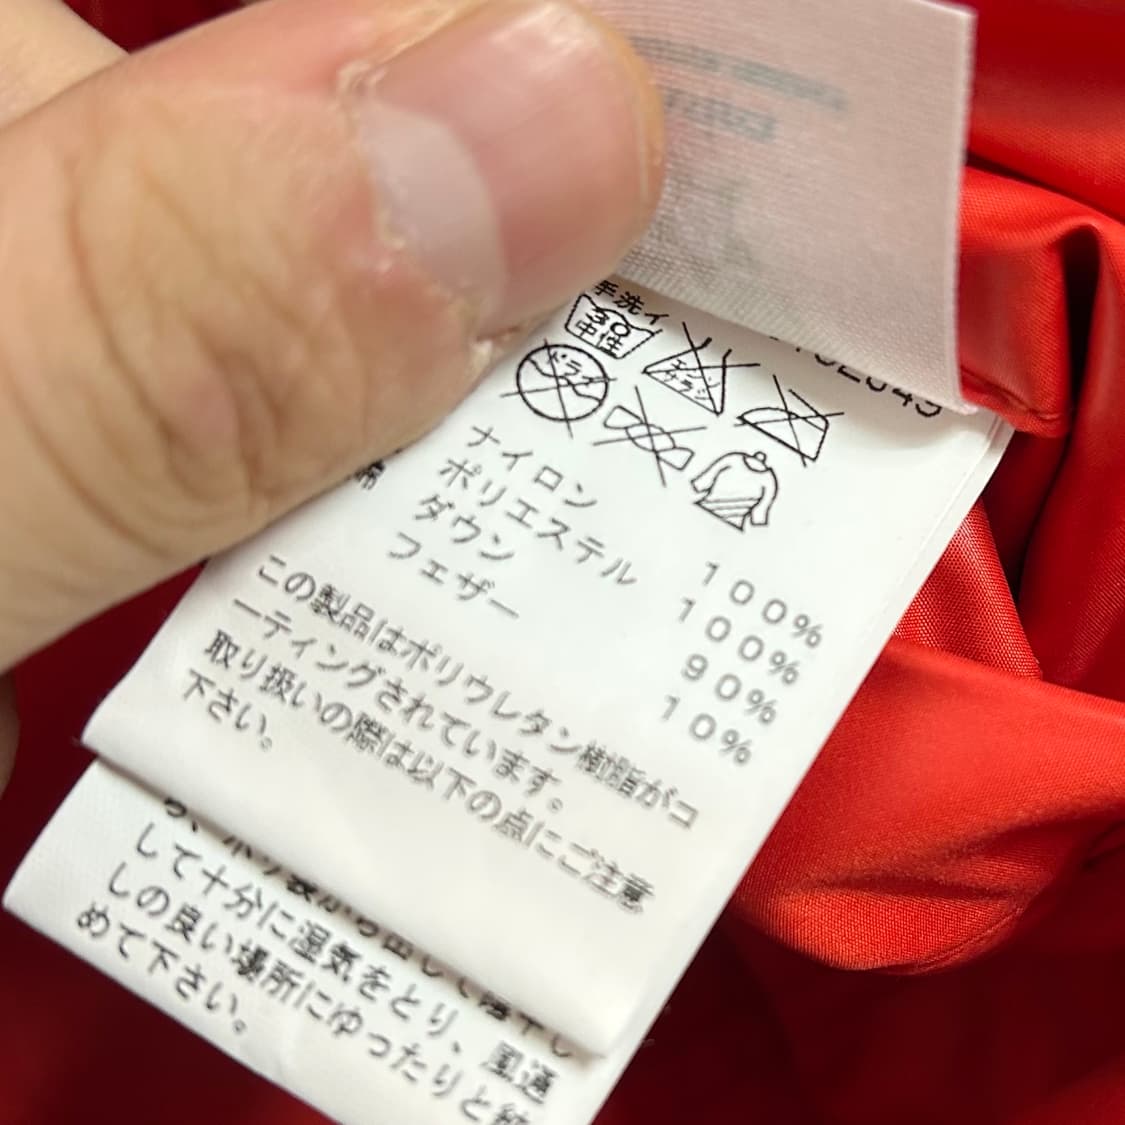 手洗イ
中性
ドライ
ナイロン 100%
ポリエステル 100%
ダウン 90%
フェザー 10%
この製品はポリウレタン樹脂がコ
ーティングされています。
取り扱いの際は以下の点にご注意
下さい。
して十分に湿気をとり、風通
しの良い場所にゆったりと
めて下さい。